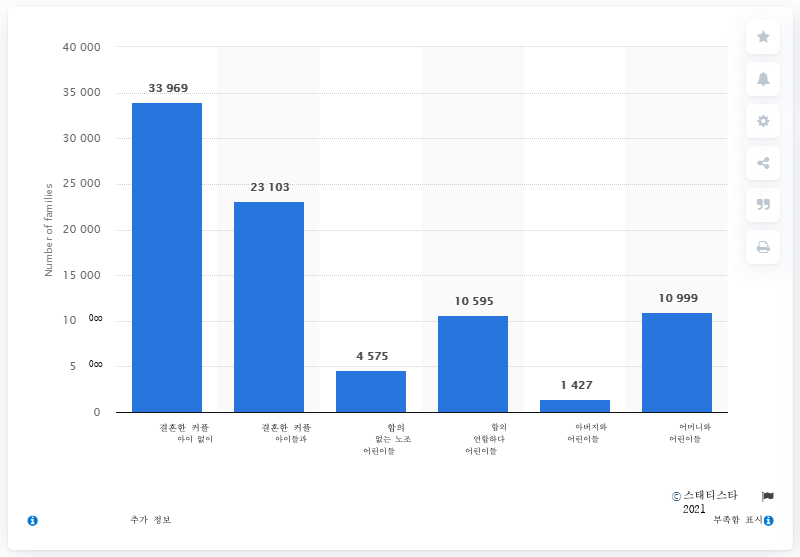 40 000
33 969
35 000
30 000
25 000
23 103
20 000
Number of families
15 000
10 595
10 999
10 000
4 575
5 000
1 427
0
결혼한 커플 아이 없이
결혼한 커플 아이들과
합의 없는 노조 어린이들
합의 연합하다 어린이들
아버지와 어린이들
어머니와 어린이들
© 스태티스타 2021
추가 정보
부족함 표시